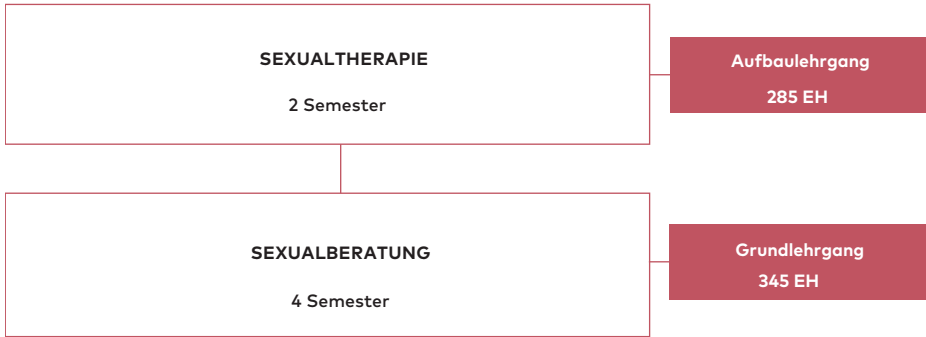 SEXUALTHERAPIE
2 Semester
Aufbaulehrgang
285 EH
SEXUALBERATUNG
4 Semester
Grundlehrgang
345 EH